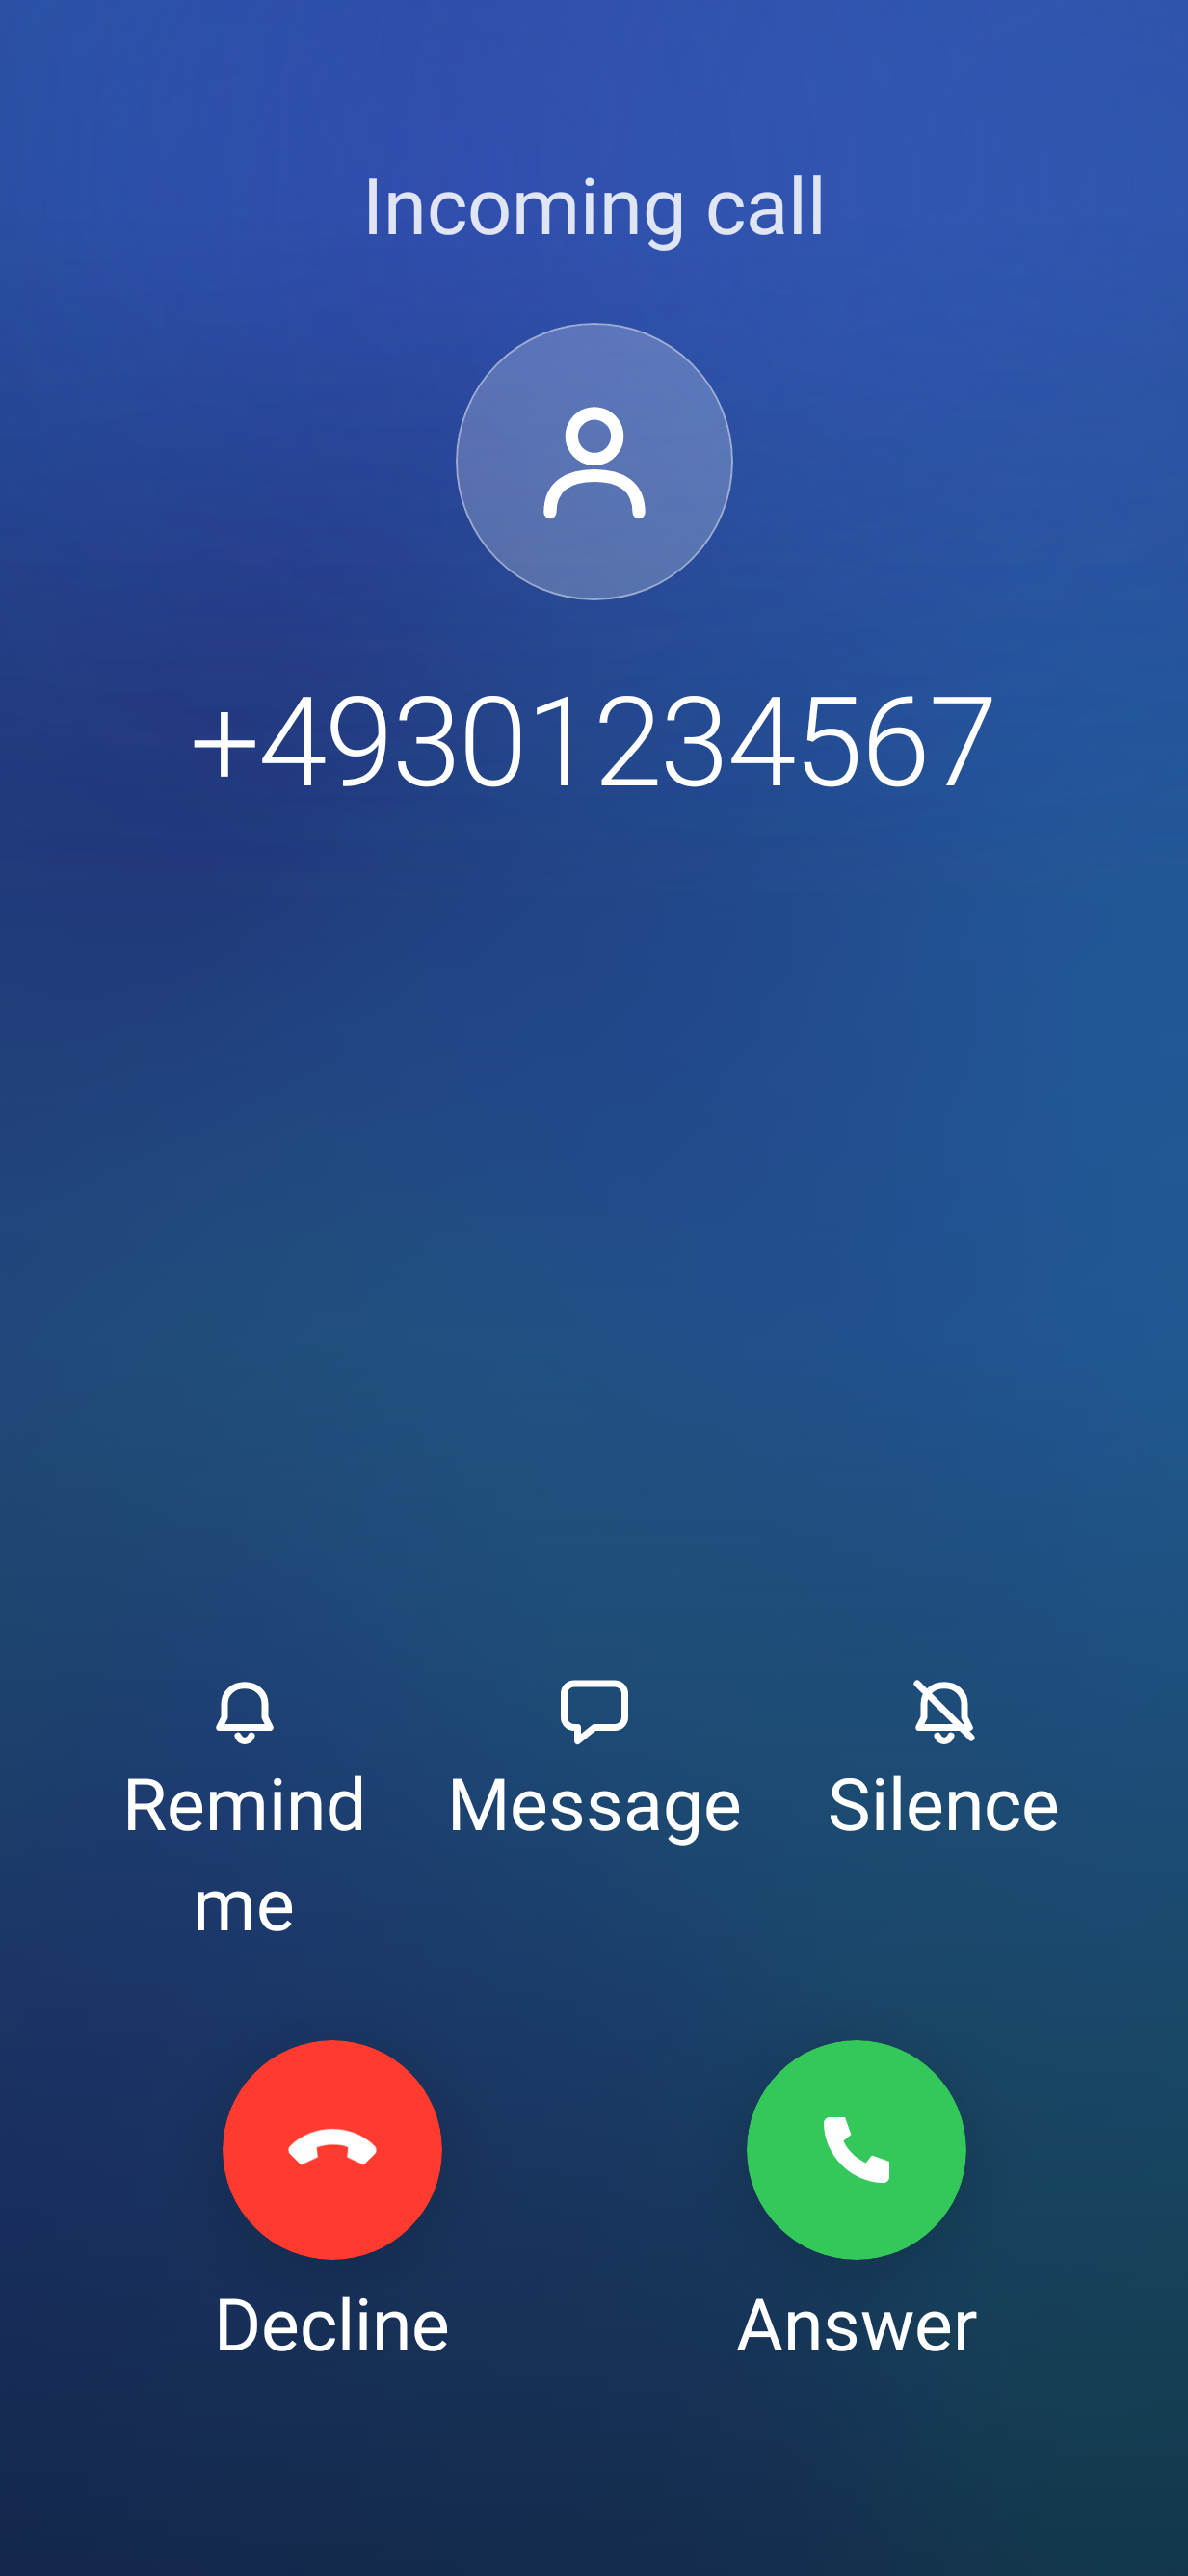 Incoming call
+49301234567
Remind
me
Message
Silence
Decline
Answer